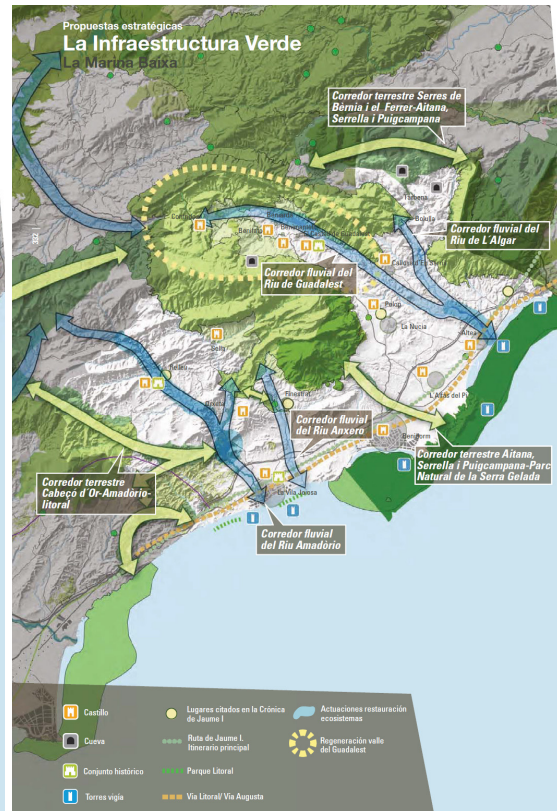 Propuestas estratégicas
La Infraestructura Verde
La Marina Baixa
Corredor terrestre Serres de
Bèrnia i el Ferrer-Aitana,
Serrella i Puigcampana
Tàrbena
Bolulla
Corredor fluvial del
Riu de L'Algar
Confrides
Beniardà
Corredor fluvial del
Riu de Guadalest
Polop
La Nucia
Altea
Sella
Relleu
Orxeta
Finestrat
L'Alfàs del Pi
Benidorm
Corredor fluvial
del Riu Anxero
Corredor terrestre Aitana,
Serrella i Puigcampana-Parc
Natural de la Serra Gelada
Corredor terrestre
Cabeçò d'Or-Amadòrio-
litoral
La Vila Joiosa
Corredor fluvial
del Riu Amadòrio
322 |
Castillo
Cueva
Conjunto histórico
Torres vigía
Lugares citados en la Crónica
de Jaume I
Ruta de Jaume I.
Itinerario principal
Parque Litoral
Via Litoral/ Via Augusta
Actuaciones restauración
ecosistemas
Regeneración valle
del Guadalest